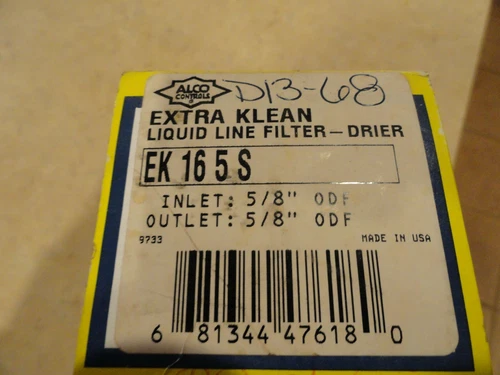 ALCO
CONTROLS
D13-68
EXTRA KLEAN
LIQUID LINE FILTER-DRIER
EK 16 5 S
INLET: 5/8" ODF
OUTLET: 5/8" ODF
9733 MADE IN USA
6 81344 47618 0